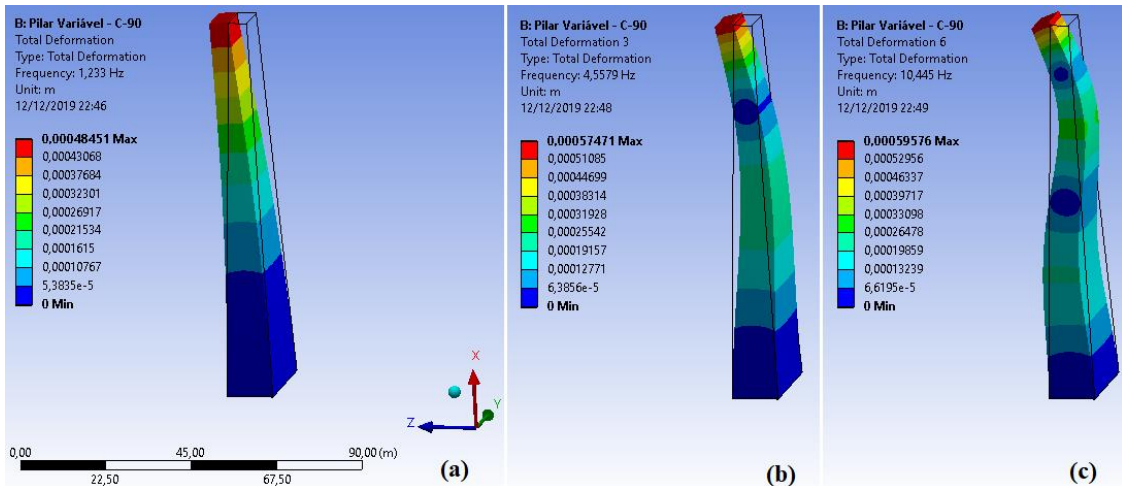 B: Pilar Variável - C-90
Total Deformation
Type: Total Deformation
Frequency: 1,233 Hz
Unit: m
12/12/2019 22:46
0,00048451 Max
0,00043068
0,00037684
0,00032301
0,00026917
0,00021534
0,0001615
0,00010767
5,3835e-5
0 Min
X
Y
Z
0,00 45,00 90,00 (m)
22,50 67,50
(a)
B: Pilar Variável - C-90
Total Deformation 3
Type: Total Deformation
Frequency: 4,5579 Hz
Unit: m
12/12/2019 22:48
0,00057471 Max
0,00051085
0,00044699
0,00038314
0,00031928
0,00025542
0,00019157
0,00012771
6,3856e-5
0 Min
(b)
B: Pilar Variável - C-90
Total Deformation 6
Type: Total Deformation
Frequency: 10,445 Hz
Unit: m
12/12/2019 22:49
0,00059576 Max
0,00052956
0,00046337
0,00039717
0,00033098
0,00026478
0,00019859
0,00013239
6,6195e-5
0 Min
(c)